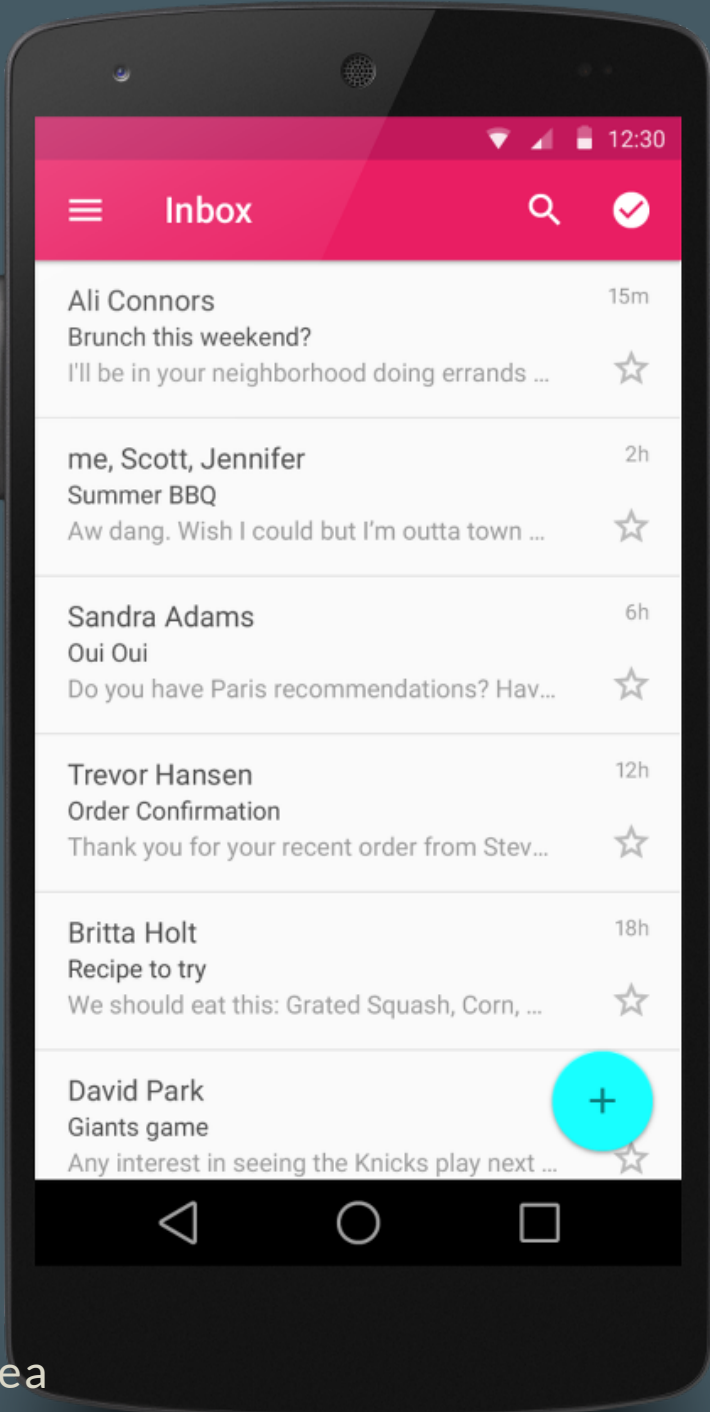 12:30
Inbox
Ali Connors
15m
Brunch this weekend?
I'll be in your neighborhood doing errands ...
me, Scott, Jennifer
2h
Summer BBQ
Aw dang. Wish I could but I’m outta town ...
Sandra Adams
6h
Oui Oui
Do you have Paris recommendations? Hav...
Trevor Hansen
12h
Order Confirmation
Thank you for your recent order from Stev...
Britta Holt
18h
Recipe to try
We should eat this: Grated Squash, Corn, ...
David Park
Giants game
Any interest in seeing the Knicks play next ...
+
ea